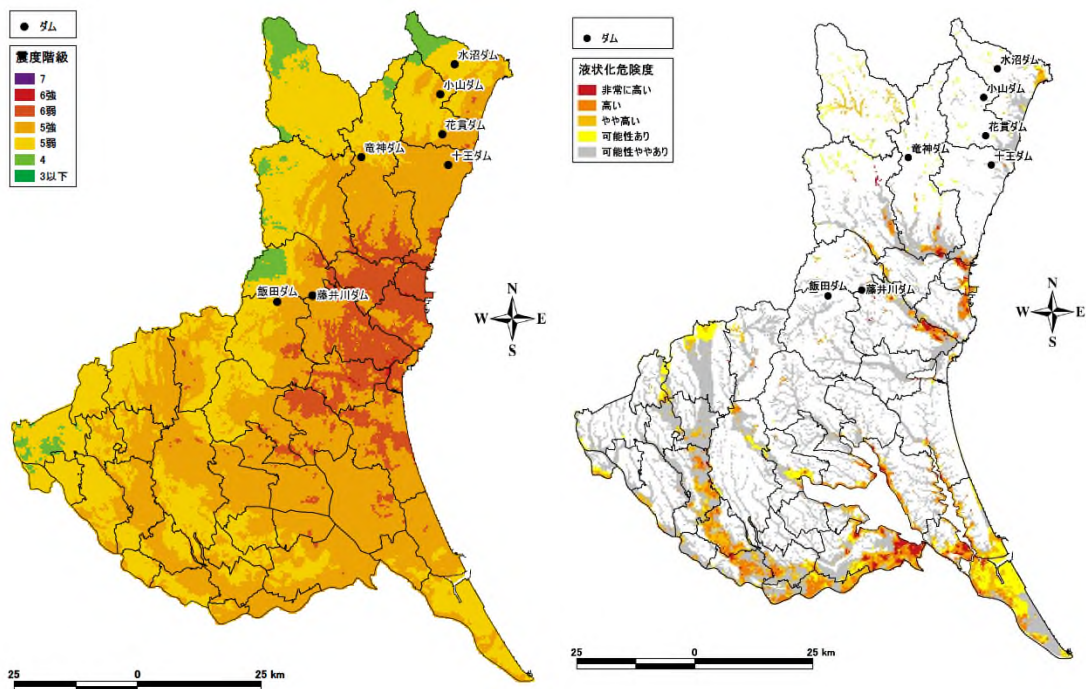 ダム
震度階級
7
6強
6弱
5強
5弱
4
3以下
水沼ダム
小山ダム
花貫ダム
竜神ダム
十王ダム
飯田ダム
藤井川ダム
N
W E
S
25 0 25 km
ダム
液状化危険度
非常に高い
高い
やや高い
可能性あり
可能性ややあり
水沼ダム
小山ダム
花貫ダム
竜神ダム
十王ダム
飯田ダム
藤井川ダム
N
W E
S
25 0 25 km